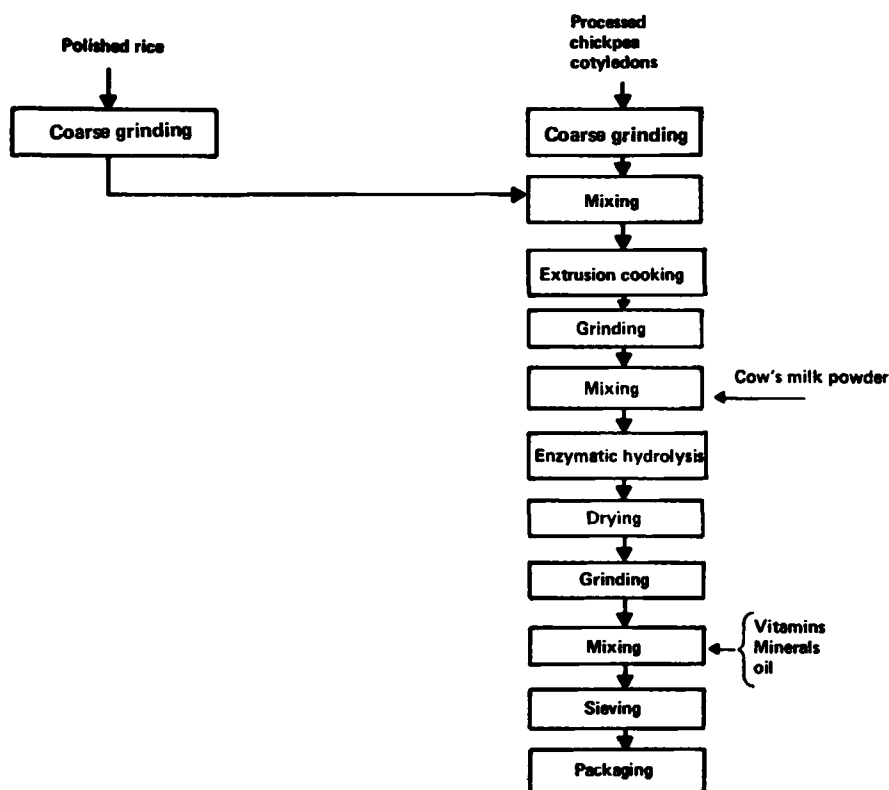 Polished rice
Coarse grinding
Processed
chickpea
cotyledons
Coarse grinding
Mixing
Extrusion cooking
Grinding
Mixing
Cow's milk powder
Enzymatic hydrolysis
Drying
Grinding
Mixing
Vitamins
Minerals
oil
Sieving
Packaging